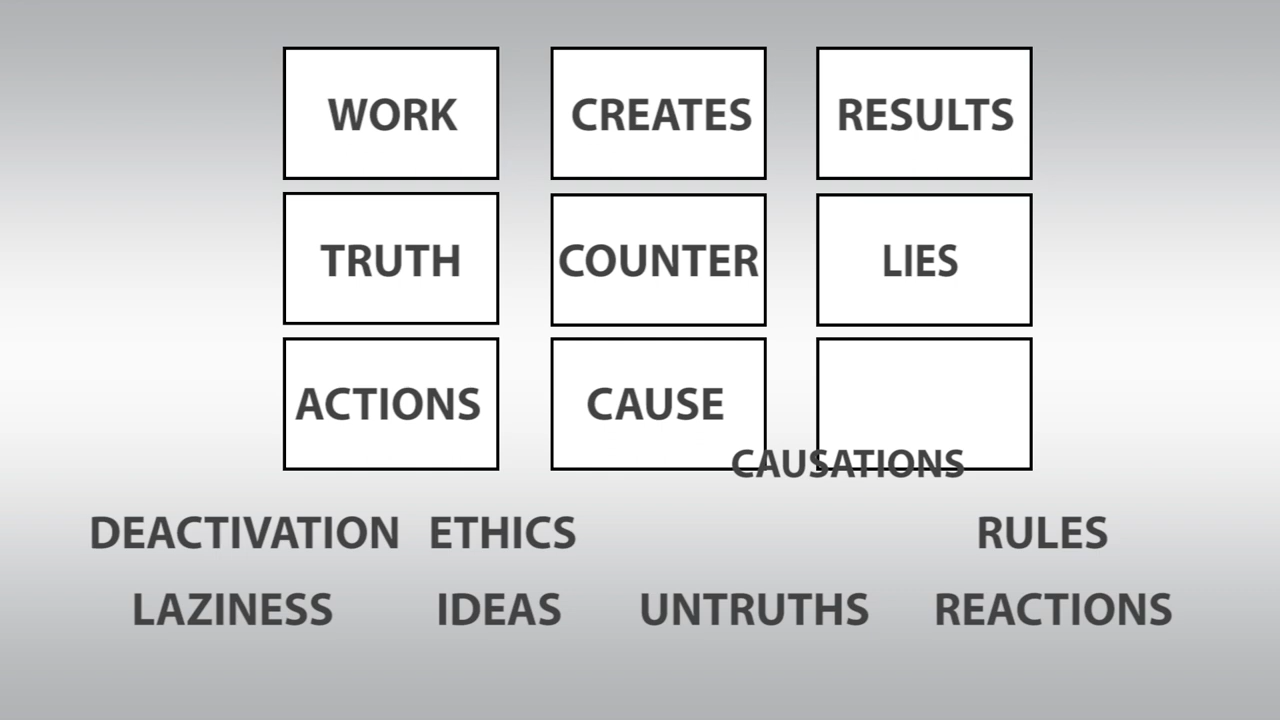 WORK CREATES RESULTS
TRUTH COUNTER LIES
ACTIONS CAUSE
CAUSATIONS
DEACTIVATION ETHICS RULES
LAZINESS IDEAS UNTRUTHS REACTIONS